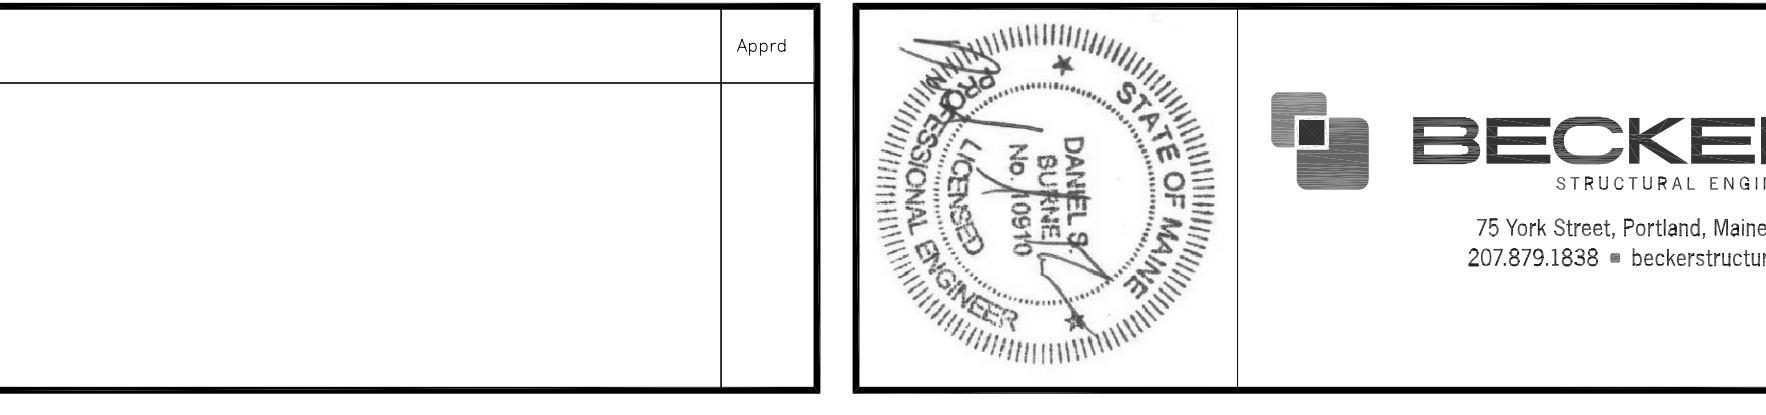 Apprd
STATE OF MAINE
DANIEL S.
BURNE
No. 10910
LICENSED
PROFESSIONAL ENGINEER
BECKE
STRUCTURAL ENGI
75 York Street, Portland, Maine
207.879.1838 ▪ beckerstructur